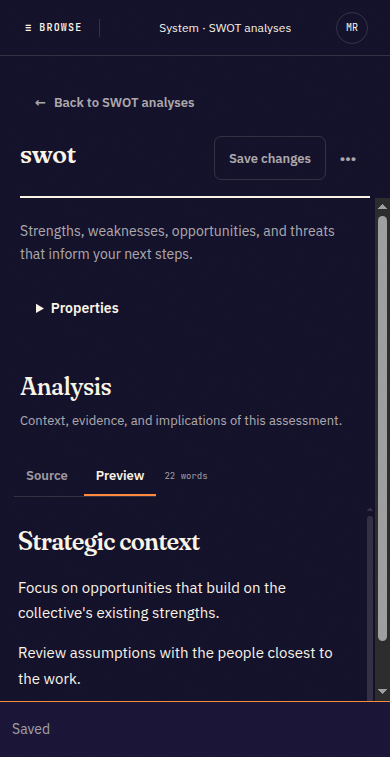 ≡ BROWSE
System · SWOT analyses
MR
← Back to SWOT analyses
swot
Save changes
•••
Strengths, weaknesses, opportunities, and threats
that inform your next steps.
▶ Properties
Analysis
Context, evidence, and implications of this assessment.
Source
Preview
22 words
Strategic context
Focus on opportunities that build on the
collective's existing strengths.
Review assumptions with the people closest to
the work.
Saved